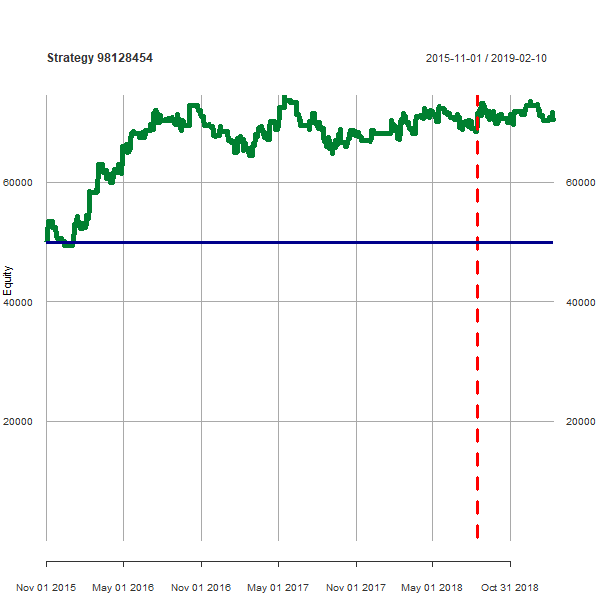 Strategy 98128454
2015-11-01 / 2019-02-10
60000
60000
Equity
40000
40000
20000
20000
Nov 01 2015
May 01 2016
Nov 01 2016
May 01 2017
Nov 01 2017
May 01 2018
Oct 31 2018